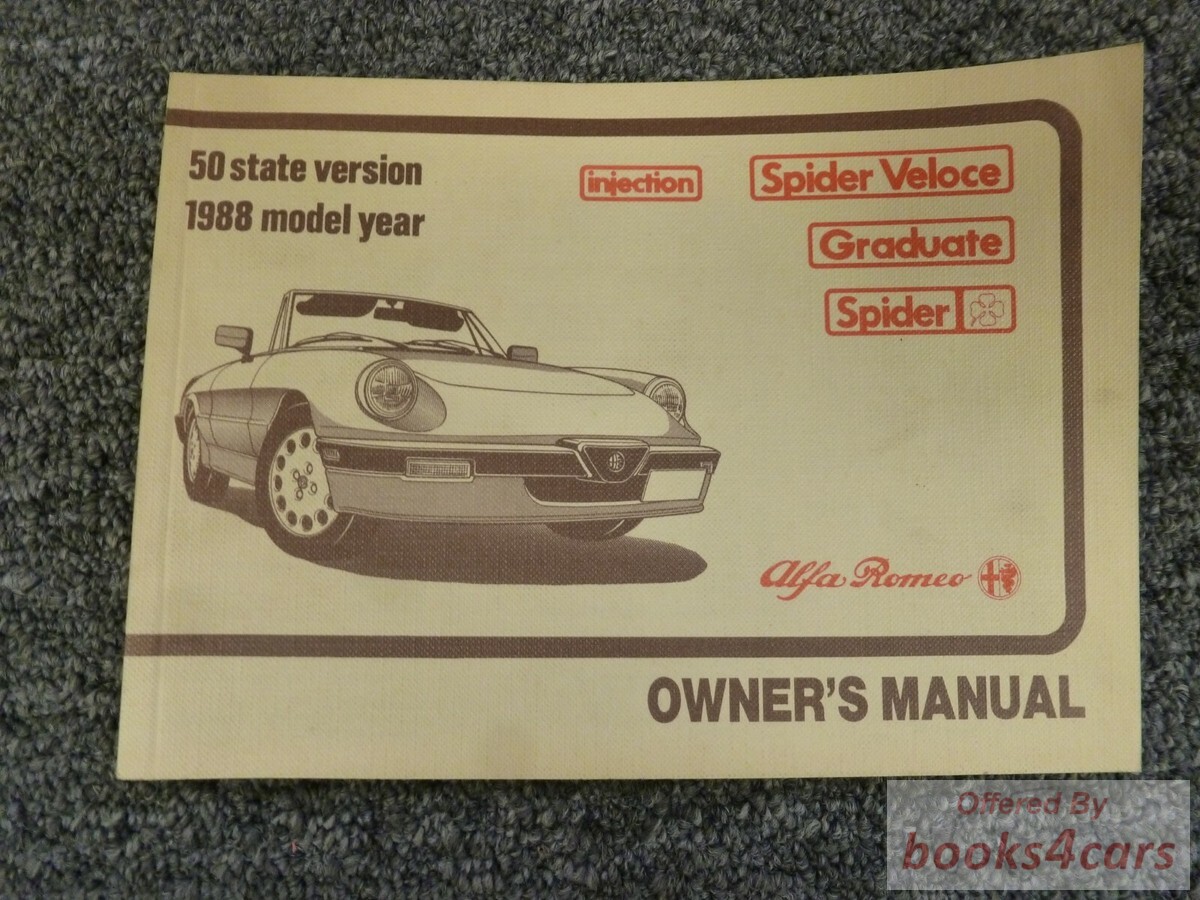 50 state version
1988 model year
injection
Spider Veloce
Graduate
Spider
Alfa Romeo
OWNER'S MANUAL
Offered By
books4cars